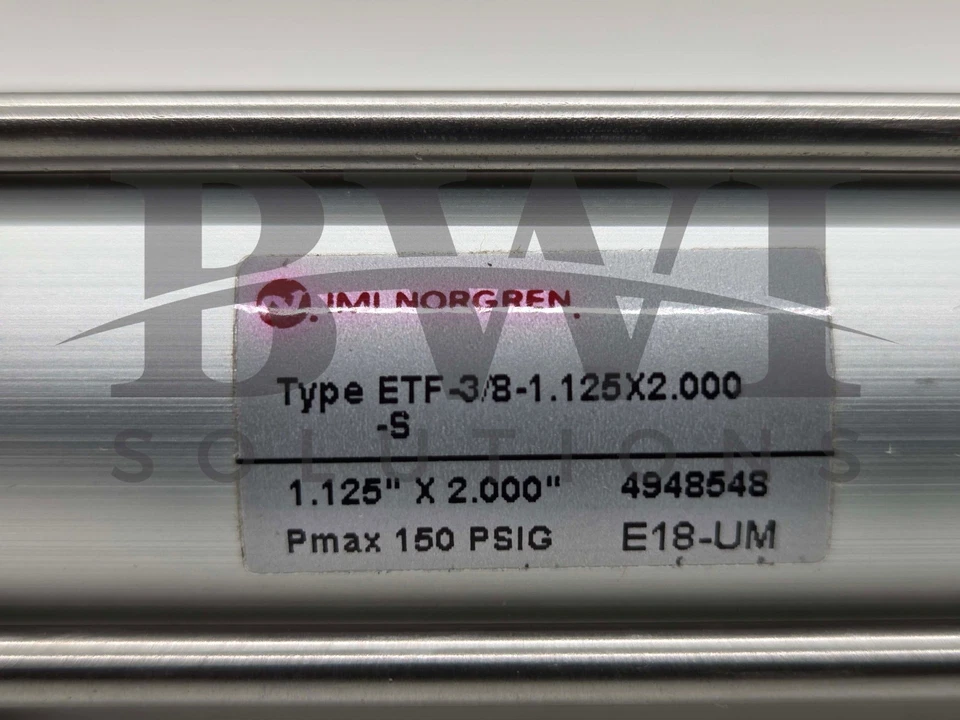 BWI
SOLUTIONS
IMI NORGREN
Type ETF-3/8-1.125X2.000
-S
1.125" X 2.000" 4948548
Pmax 150 PSIG E18-UM